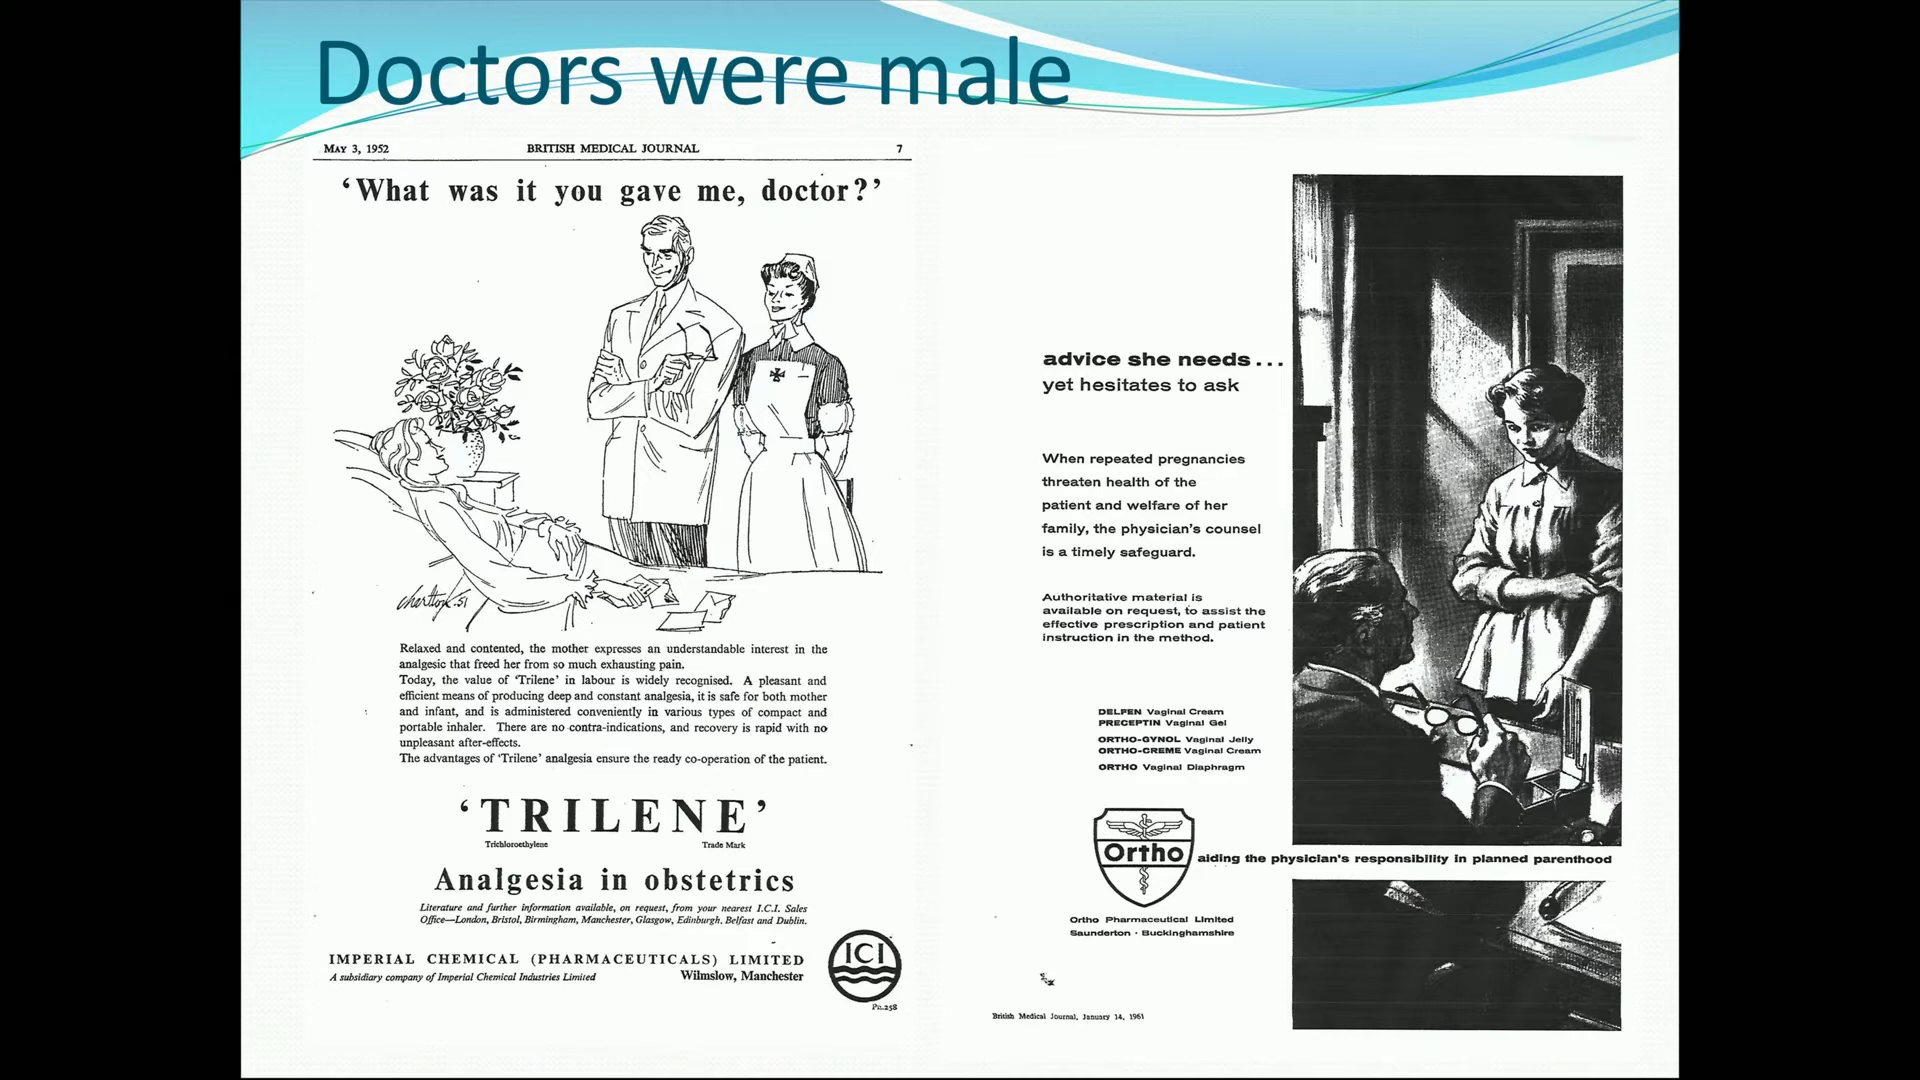 Doctors were male
MAY 3, 1952 BRITISH MEDICAL JOURNAL 7
‘What was it you gave me, doctor?’
Charlton.51
Relaxed and contented, the mother expresses an understandable interest in the
analgesic that freed her from so much exhausting pain.
Today, the value of ‘Trilene’ in labour is widely recognised. A pleasant and
efficient means of producing deep and constant analgesia, it is safe for both mother
and infant, and is administered conveniently in various types of compact and
portable inhaler. There are no contra-indications, and recovery is rapid with no
unpleasant after-effects.
The advantages of ‘Trilene’ analgesia ensure the ready co-operation of the patient.
‘TRILENE’
Trichloroethylene Trade Mark
Analgesia in obstetrics
Literature and further information available, on request, from your nearest I.C.I. Sales
Office—London, Bristol, Birmingham, Manchester, Glasgow, Edinburgh, Belfast and Dublin.
IMPERIAL CHEMICAL (PHARMACEUTICALS) LIMITED
A subsidiary company of Imperial Chemical Industries Limited Wilmslow, Manchester
ICI
Ph.258
advice she needs...
yet hesitates to ask
When repeated pregnancies
threaten health of the
patient and welfare of her
family, the physician's counsel
is a timely safeguard.
Authoritative material is
available on request, to assist the
effective prescription and patient
instruction in the method.
DELFEN Vaginal Cream
PRECEPTIN Vaginal Gel
ORTHO-GYNOL Vaginal Jelly
ORTHO-CREME Vaginal Cream
ORTHO Vaginal Diaphragm
Ortho
aiding the physician's responsibility in planned parenthood
Ortho Pharmaceutical Limited
Saunderton · Buckinghamshire
British Medical Journal, January 14, 1961